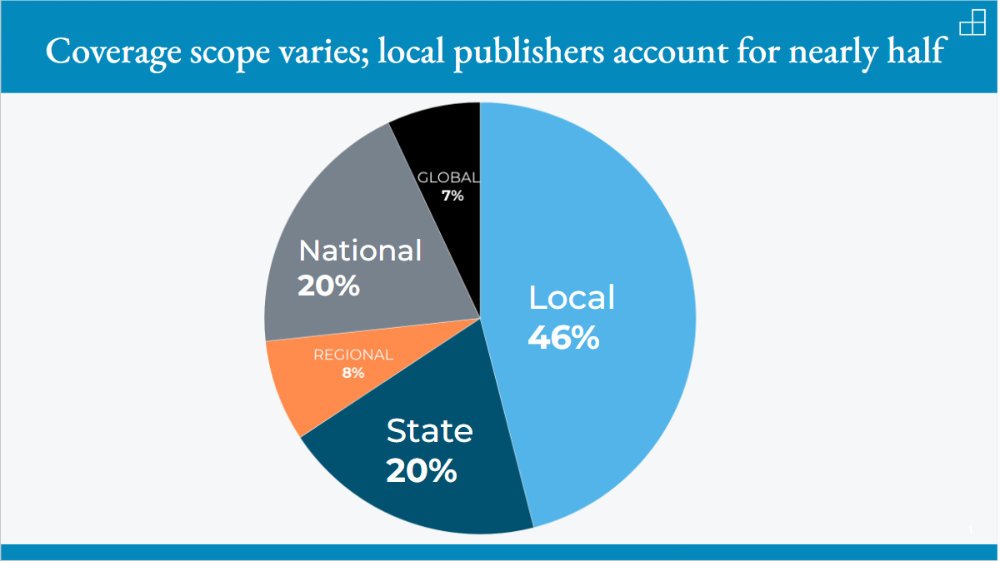 Coverage scope varies; local publishers account for nearly half
GLOBAL
7%
National
20%
Local
46%
REGIONAL
8%
State
20%
1